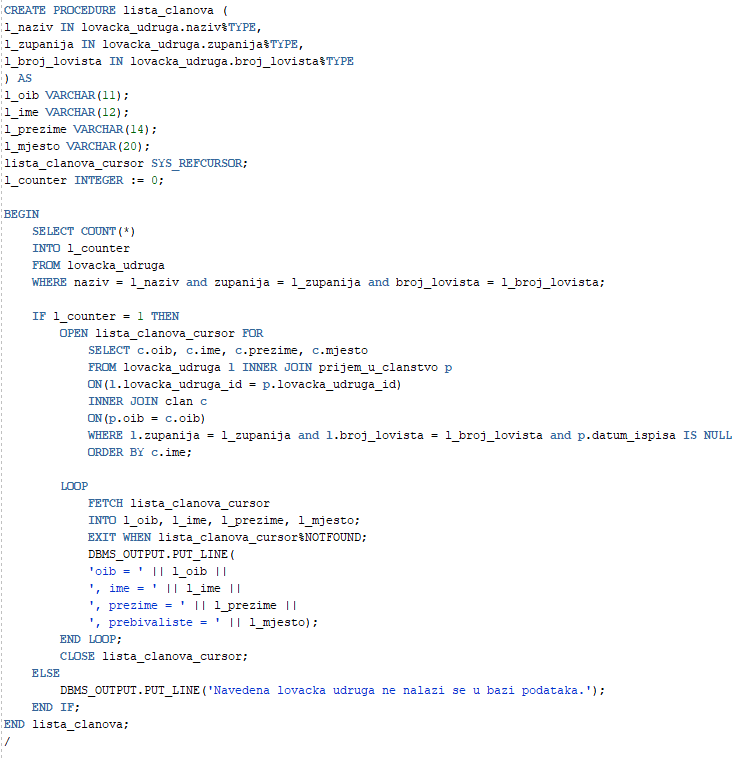 CREATE PROCEDURE lista_clanova (
l_naziv IN lovacka_udruga.naziv%TYPE,
l_zupanija IN lovacka_udruga.zupanija%TYPE,
l_broj_lovista IN lovacka_udruga.broj_lovista%TYPE
) AS
l_oib VARCHAR(11);
l_ime VARCHAR(12);
l_prezime VARCHAR(14);
l_mjesto VARCHAR(20);
lista_clanova_cursor SYS_REFCURSOR;
l_counter INTEGER := 0;

BEGIN
    SELECT COUNT(*)
    INTO l_counter
    FROM lovacka_udruga
    WHERE naziv = l_naziv and zupanija = l_zupanija and broj_lovista = l_broj_lovista;

    IF l_counter = 1 THEN
        OPEN lista_clanova_cursor FOR
            SELECT c.oib, c.ime, c.prezime, c.mjesto
            FROM lovacka_udruga l INNER JOIN prijem_u_clanstvo p
            ON(l.lovacka_udruga_id = p.lovacka_udruga_id)
            INNER JOIN clan c
            ON(p.oib = c.oib)
            WHERE l.zupanija = l_zupanija and l.broj_lovista = l_broj_lovista and p.datum_ispisa IS NULL
            ORDER BY c.ime;

        LOOP
            FETCH lista_clanova_cursor
            INTO l_oib, l_ime, l_prezime, l_mjesto;
            EXIT WHEN lista_clanova_cursor%NOTFOUND;
            DBMS_OUTPUT.PUT_LINE(
            'oib = ' || l_oib ||
            ', ime = ' || l_ime ||
            ', prezime = ' || l_prezime ||
            ', prebivaliste = ' || l_mjesto);
        END LOOP;
        CLOSE lista_clanova_cursor;
    ELSE
        DBMS_OUTPUT.PUT_LINE('Navedena lovacka udruga ne nalazi se u bazi podataka.');
    END IF;
END lista_clanova;
/